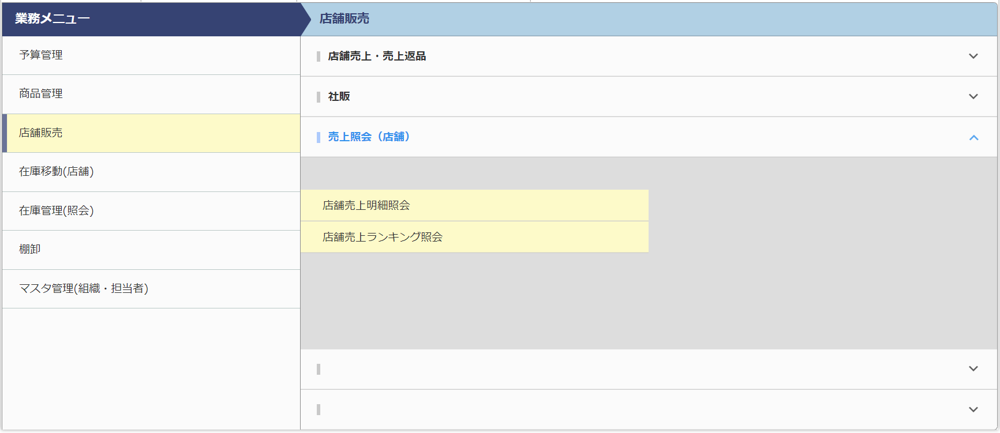 業務メニュー
店舗販売
予算管理
商品管理
店舗販売
在庫移動(店舗)
在庫管理(照会)
棚卸
マスタ管理(組織・担当者)
店舗売上・売上返品
社販
売上照会（店舗）
店舗売上明細照会
店舗売上ランキング照会